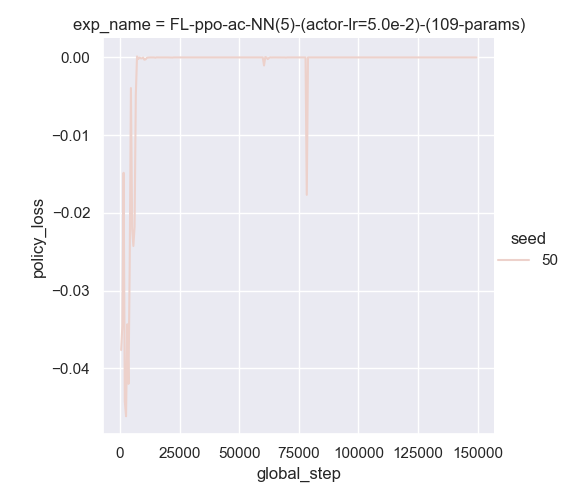 exp_name = FL-ppo-ac-NN(5)-(actor-lr=5.0e-2)-(109-params)
0.00
−0.01
−0.02
−0.03
−0.04
policy_loss
0 25000 50000 75000 100000 125000 150000
global_step
seed
50